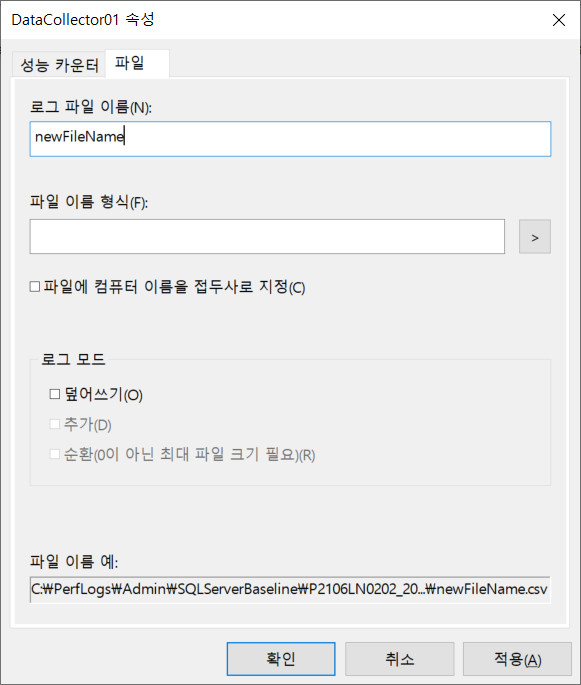 DataCollector01 속성
성능 카운터
파일
로그 파일 이름(N):
newFileName
파일 이름 형식(F):
>
파일에 컴퓨터 이름을 접두사로 지정(C)
로그 모드
덮어쓰기(O)
추가(D)
순환(0이 아닌 최대 파일 크기 필요)(R)
파일 이름 예:
C:₩PerfLogs₩Admin₩SQLServerBaseline₩P2106LN0202_20...₩newFileName.csv
확인
취소
적용(A)